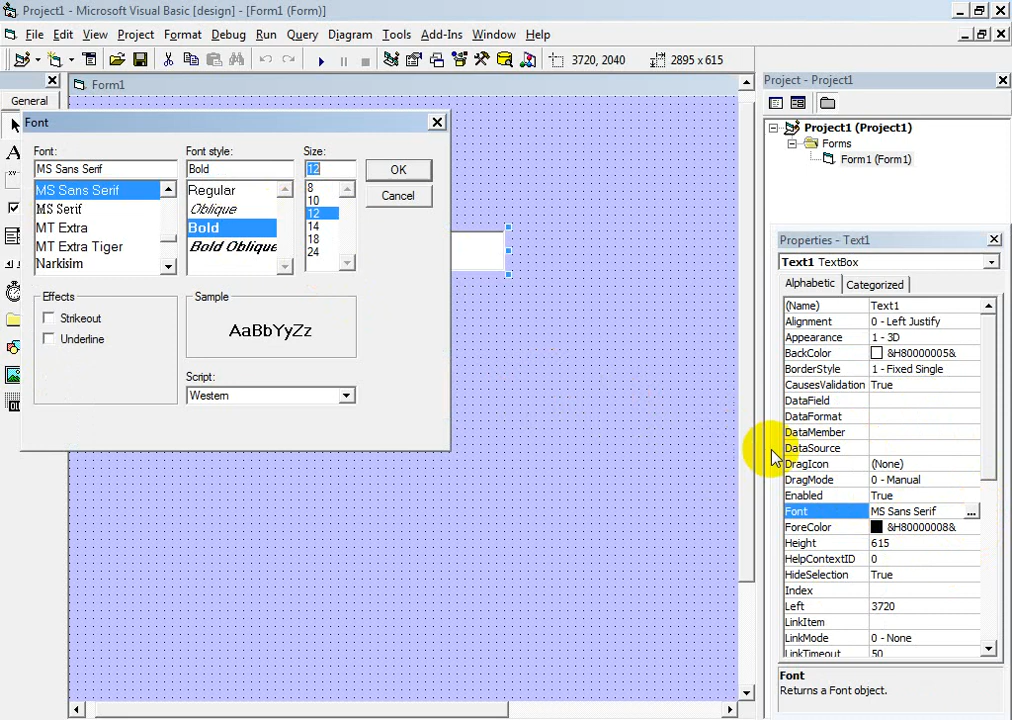 Project1 - Microsoft Visual Basic [design] - [Form1 (Form)]
File Edit View Project Format Debug Run Query Diagram Tools Add-Ins Window Help
3720, 2040 2895 x 615
General
A
Form1
Font
Font: Font style: Size:
MS Sans Serif Bold 12
MS Sans Serif
MS Serif
MT Extra
MT Extra Tiger
Narkisim
Regular
Oblique
Bold
Bold Oblique
8
10
12
14
18
24
OK
Cancel
Effects
Strikeout
Underline
Sample
AaBbYyZz
Script:
Western
Project - Project1
Project1 (Project1)
Forms
Form1 (Form1)
Properties - Text1
Text1 TextBox
Alphabetic Categorized
(Name) Text1
Alignment 0 - Left Justify
Appearance 1 - 3D
BackColor &H80000005&
BorderStyle 1 - Fixed Single
CausesValidation True
DataField
DataFormat
DataMember
DataSource
DragIcon (None)
DragMode 0 - Manual
Enabled True
Font MS Sans Serif ...
ForeColor &H80000008&
Height 615
HelpContextID 0
HideSelection True
Index
Left 3720
LinkItem
LinkMode 0 - None
LinkTimeout 50
Font
Returns a Font object.